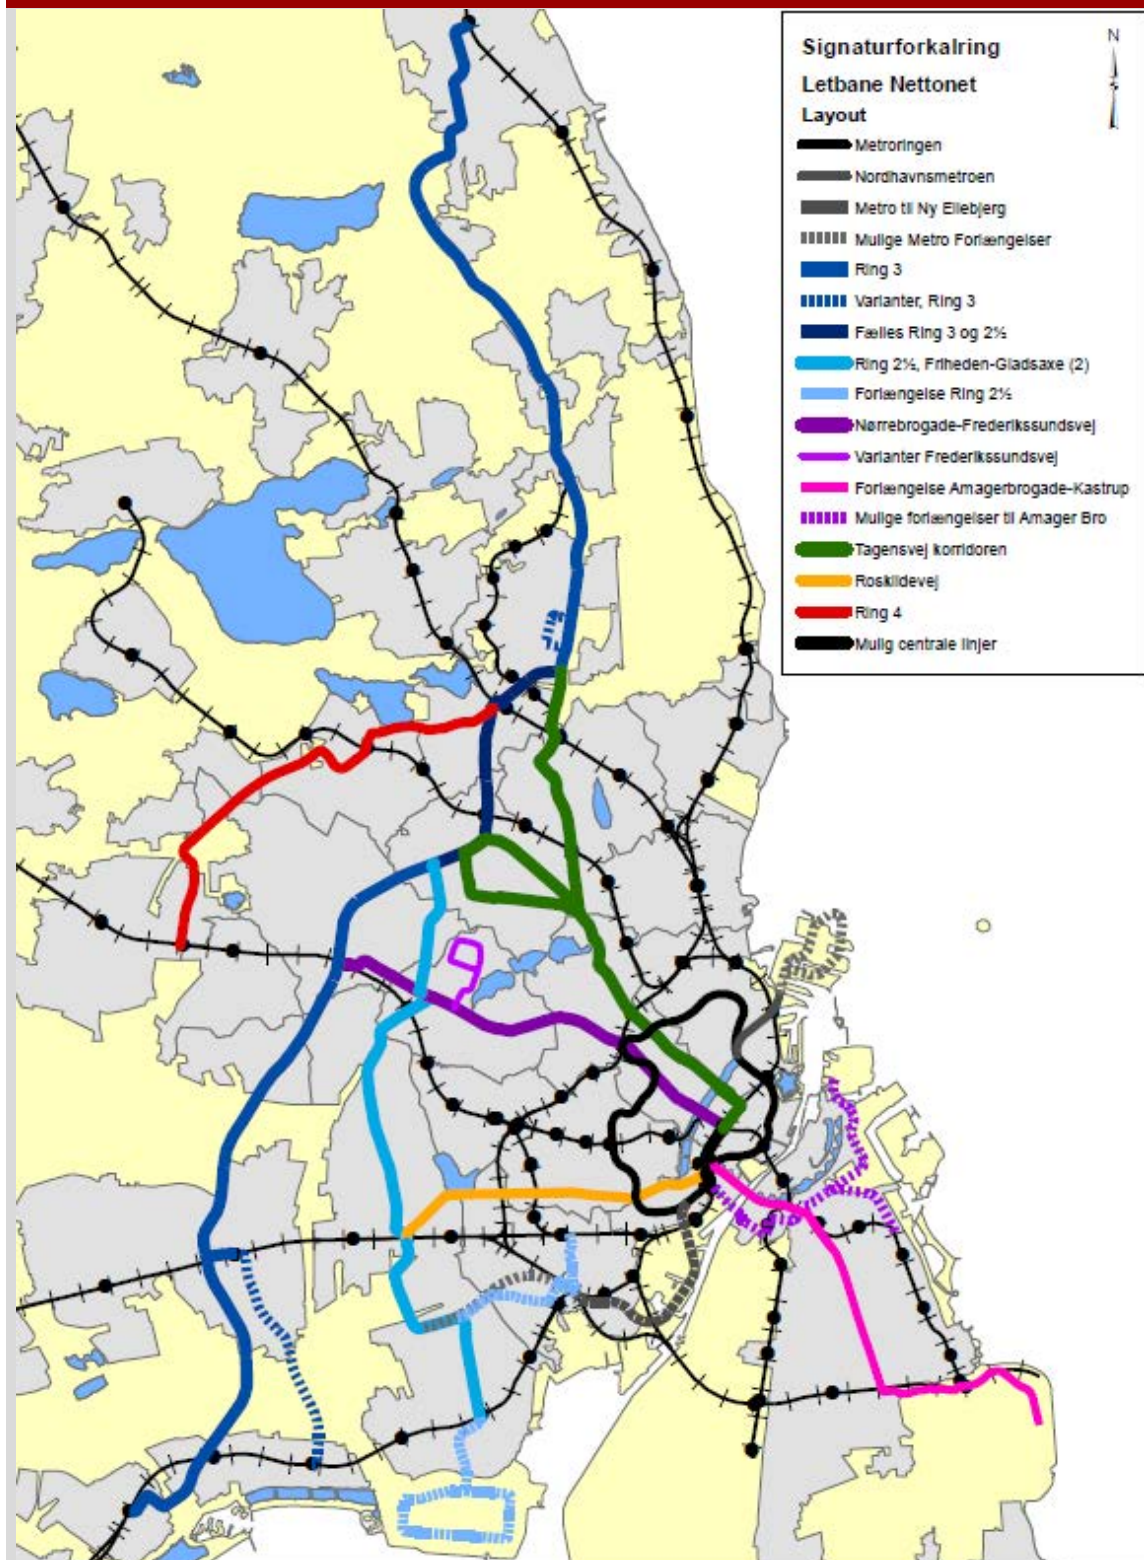 Signaturforkalring
N
Letbane Nettonet
Layout
Metroringen
Nordhavnsmetroen
Metro til Ny Ellebjerg
Mulige Metro Forlængelser
Ring 3
Varianter, Ring 3
Fælles Ring 3 og 2½
Ring 2½, Friheden-Gladsaxe (2)
Forlængelse Ring 2½
Nørrebrogade-Frederikssundsvej
Varianter Frederikssundsvej
Forlængelse Amagerbrogade-Kastrup
Mulige forlængelser til Amager Bro
Tagensvej korridoren
Roskildevej
Ring 4
Mulig centrale linjer